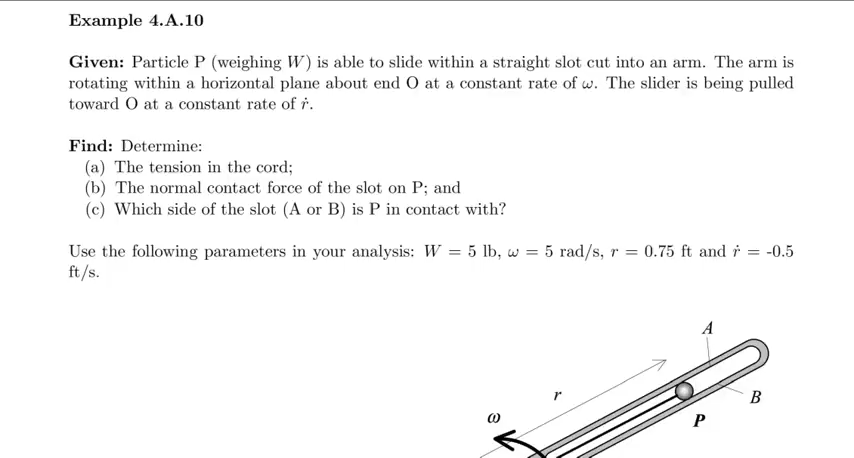 Example 4.A.10
Given: Particle P (weighing W) is able to slide within a straight slot cut into an arm. The arm is
rotating within a horizontal plane about end O at a constant rate of ω. The slider is being pulled
toward O at a constant rate of ṙ.
Find: Determine:
(a) The tension in the cord;
(b) The normal contact force of the slot on P; and
(c) Which side of the slot (A or B) is P in contact with?
Use the following parameters in your analysis: W = 5 lb, ω = 5 rad/s, r = 0.75 ft and ṙ = -0.5
ft/s.
A
r
B
ω
P